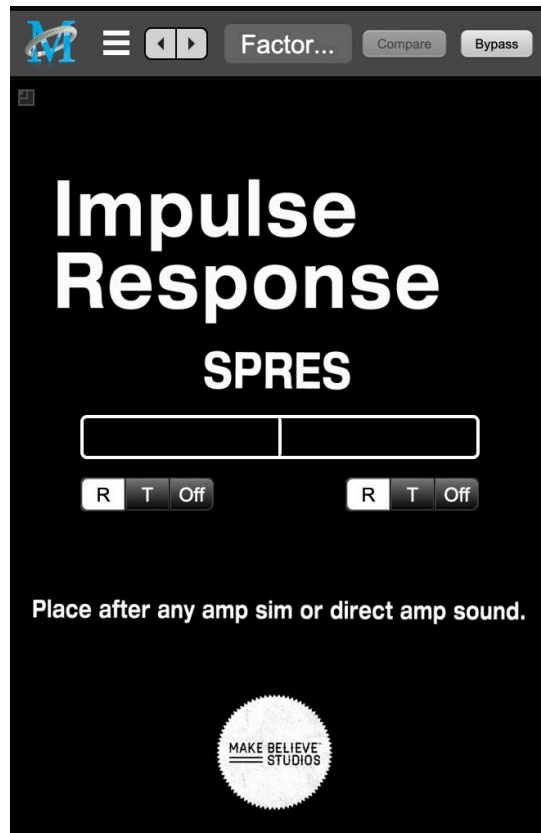 M
Factor...
Compare
Bypass
Impulse
Response
SPRES
R T Off
R T Off
Place after any amp sim or direct amp sound.
MAKE BELIEVE
STUDIOS